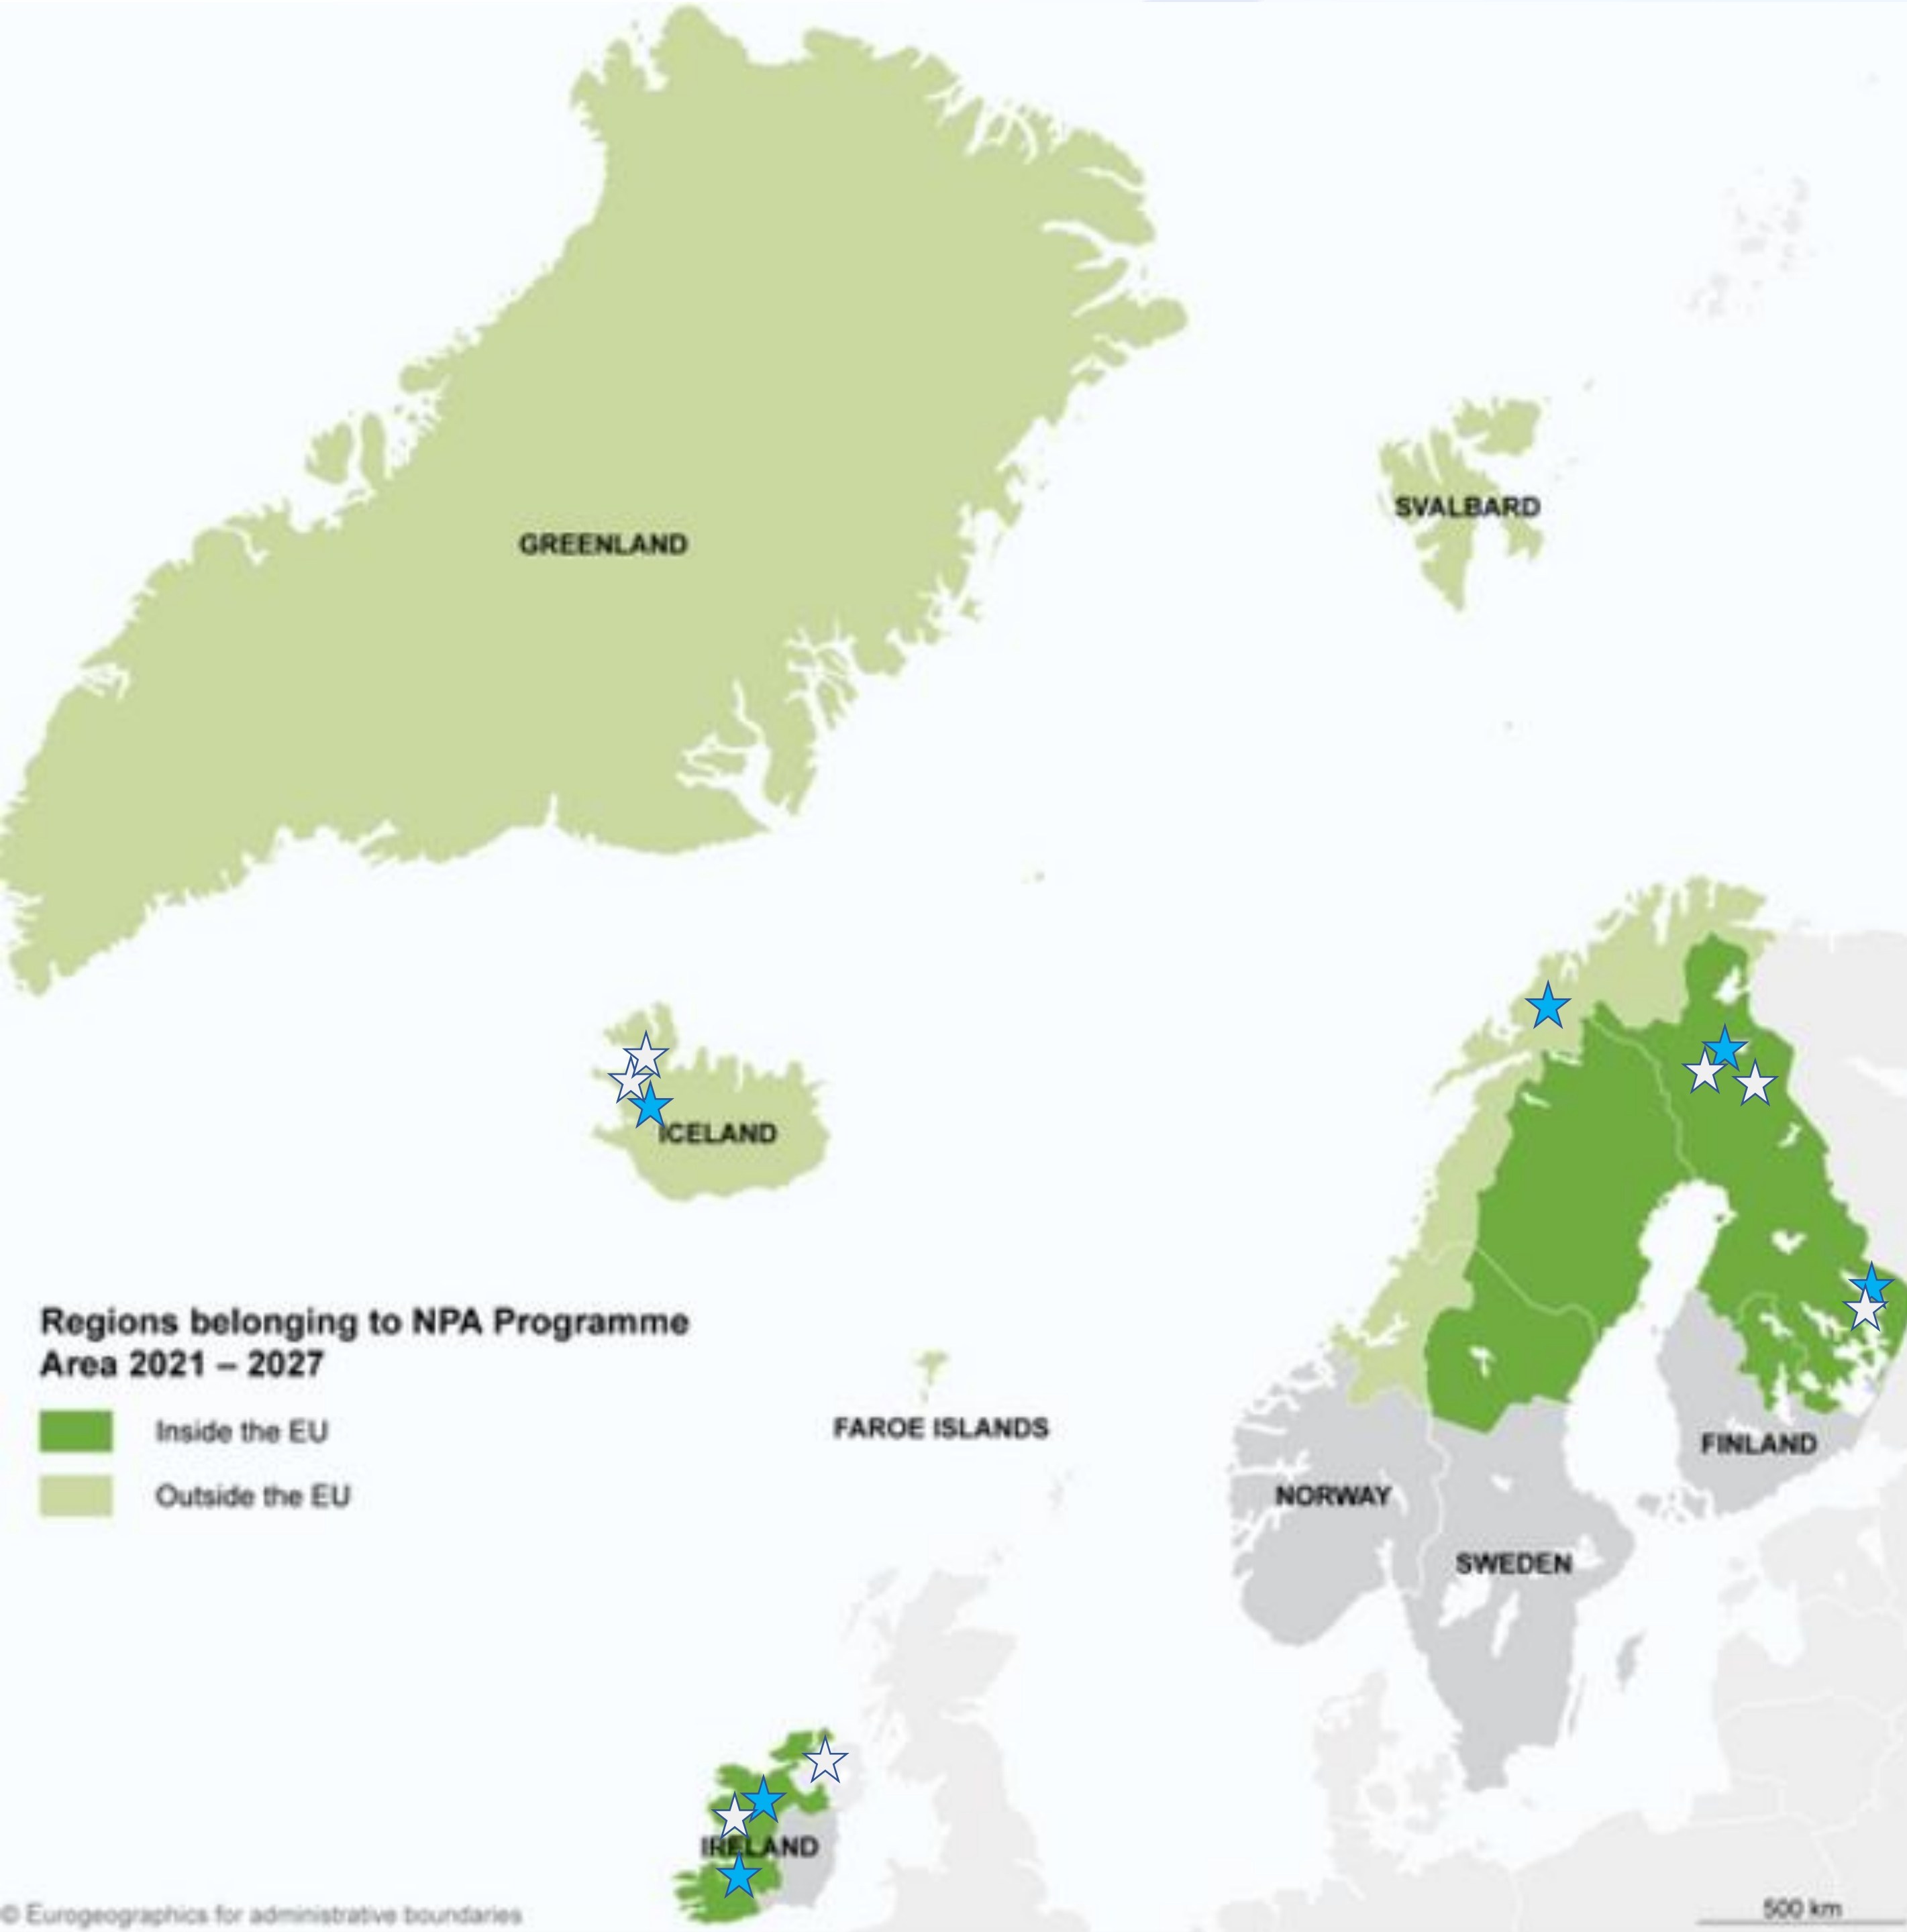 GREENLAND
SVALBARD
ICELAND
Regions belonging to NPA Programme
Area 2021 – 2027
Inside the EU
Outside the EU
FAROE ISLANDS
FINLAND
NORWAY
SWEDEN
IRELAND
500 km
© Eurogeographics for administrative boundaries